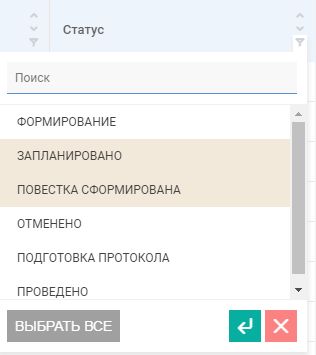 Статус
Поиск
ФОРМИРОВАНИЕ
ЗАПЛАНИРОВАНО
ПОВЕСТКА СФОРМИРОВАНА
ОТМЕНЕНО
ПОДГОТОВКА ПРОТОКОЛА
ПРОВЕДЕНО
ВЫБРАТЬ ВСЕ